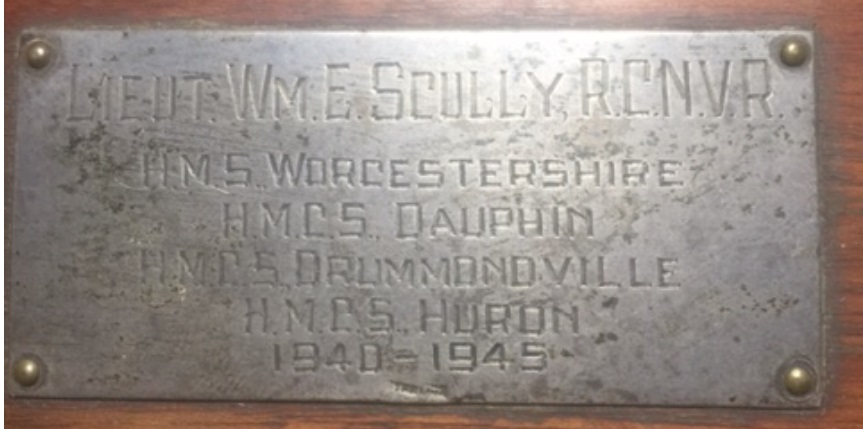 LIEUT. WM. E. SCULLY, R.C.N.V.R.
H.M.S. WORCESTERSHIRE
H.M.C.S. DAUPHIN
H.M.C.S. DRUMMONDVILLE
H.M.C.S. HURON
1940-1945